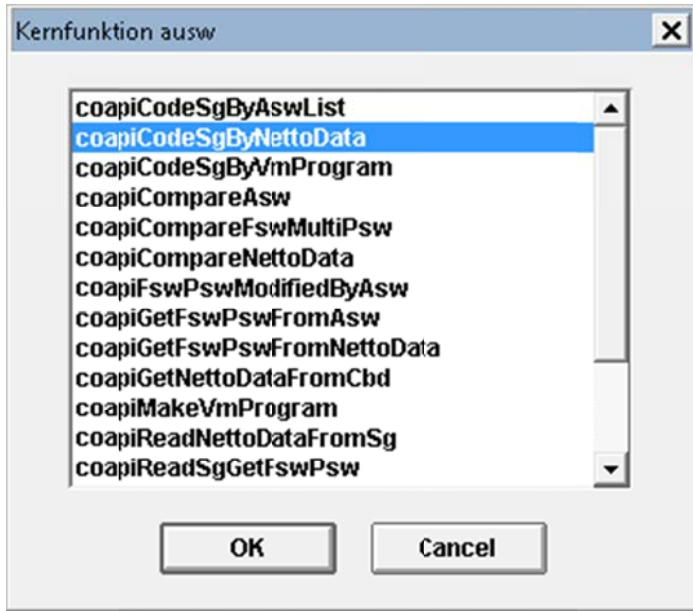 Kernfunktion ausw
coapiCodeSgByAswList
coapiCodeSgByNettoData
coapiCodeSgByVmProgram
coapiCompareAsw
coapiCompareFswMultiPsw
coapiCompareNettoData
coapiFswPswModifiedByAsw
coapiGetFswPswFromAsw
coapiGetFswPswFromNettoData
coapiGetNettoDataFromCbd
coapiMakeVmProgram
coapiReadNettoDataFromSg
coapiReadSgGetFswPsw
OK
Cancel